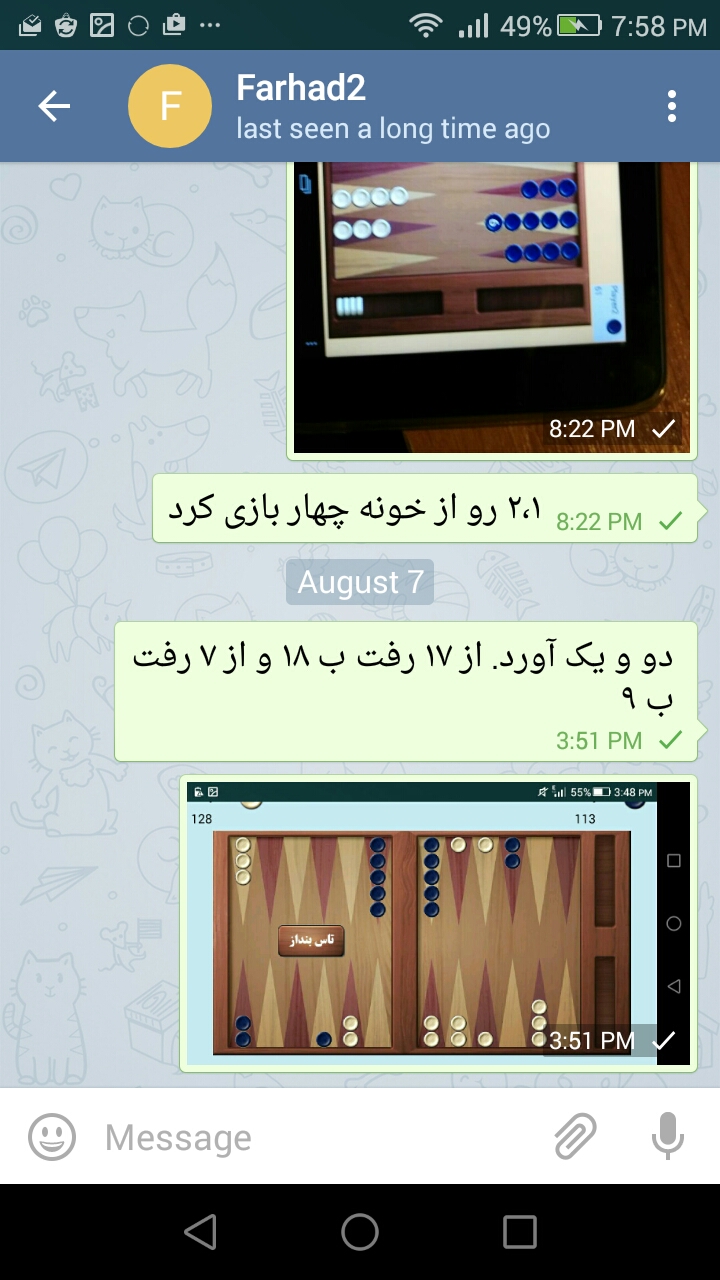 49% 7:58 PM
F
Farhad2
last seen a long time ago
6
8:22 PM
۲،۱ رو از خونه چهار بازی کرد
8:22 PM
August 7
دو و یک آورد. از ۱۷ رفت ب ۱۸ و از ۷ رفت
ب ۹
3:51 PM
55% 3:48 PM
128
113
تاس بنداز
3:51 PM
Message